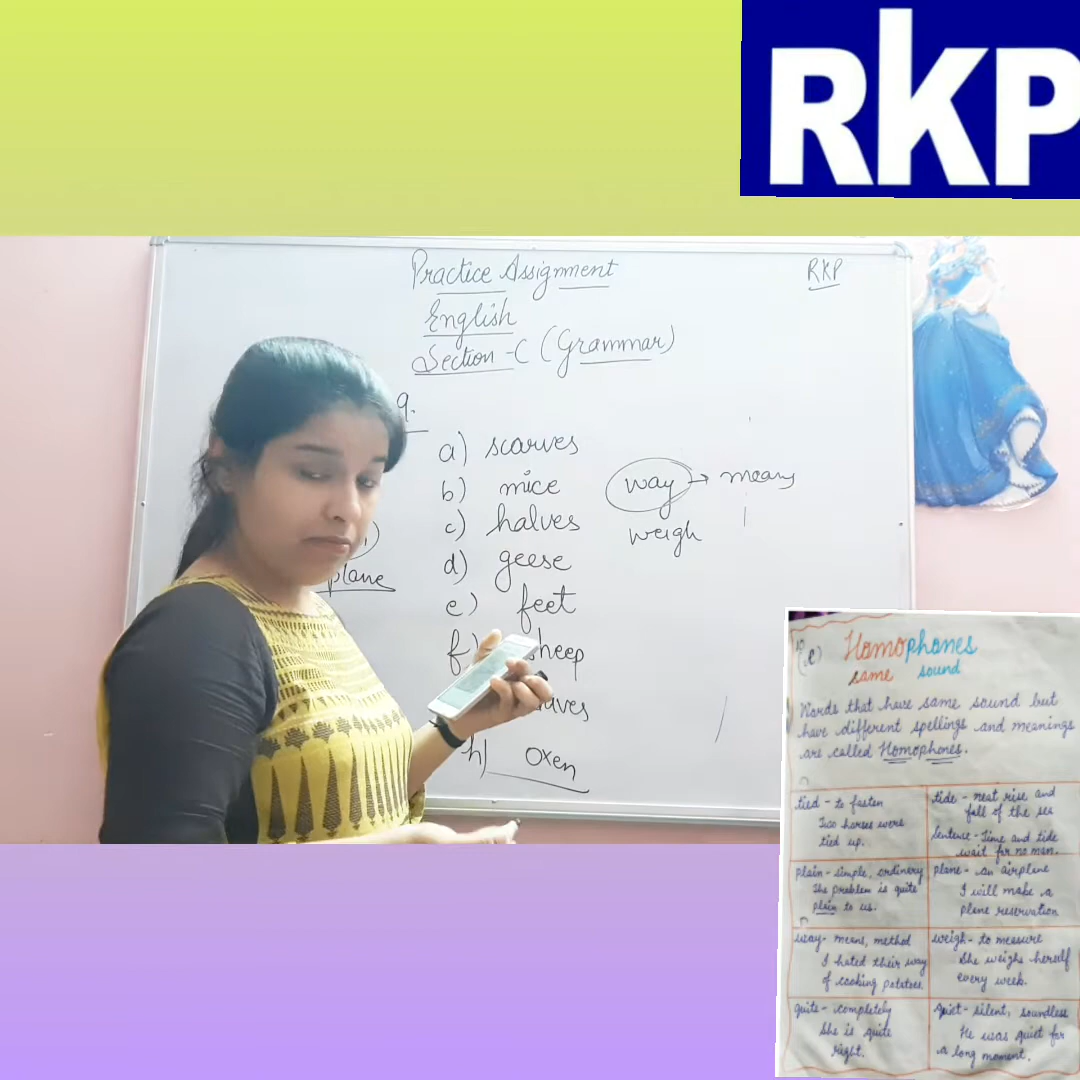 RKP
Practice Assignment
RKP
English
Section-C (Grammar)
9.
a) scarves
b) mice
c) halves
d) geese
e) feet
f) sheep
h) oxen
way → means
weigh
plane
e) Homophones
same sound
Words that have same sound but
have different spellings and meanings
are called Homophones.
tied - to fasten
Two horses were
tied up.
tide - neat rise and
fall of the sea
Sentence - Time and tide
wait for no man.
plain - simple, ordinery
The problem is quite
plain to us.
plane - an airplane
I will make a
plane reservation
way - means, method
I hated their way
of cooking potatoes.
weigh - to measure
She weighs herself
every week.
quite - completely
She is quite
right.
quiet - silent, soundless
He was quiet for
a long moment.